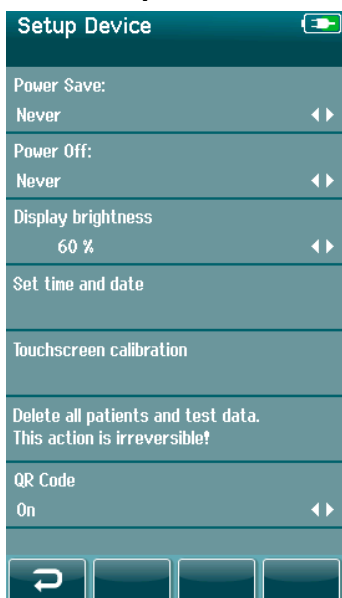 Setup Device
Power Save:
Never
Power Off:
Never
Display brightness
60 %
Set time and date
Touchscreen calibration
Delete all patients and test data.
This action is irreversible!
QR Code
On